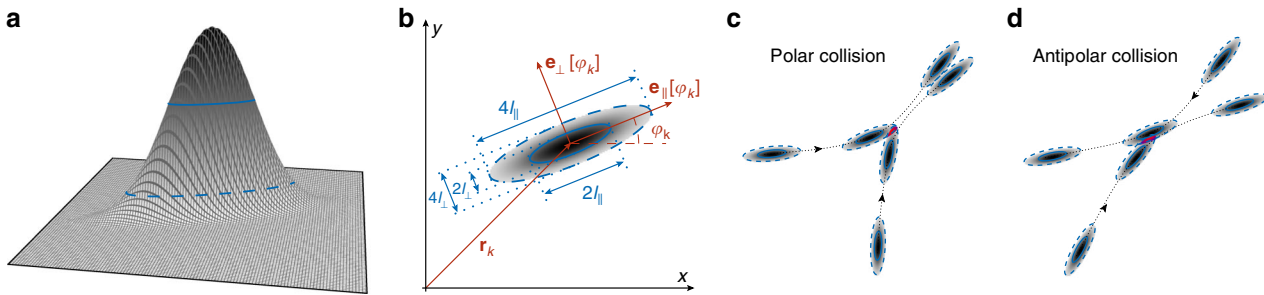 a
b
y
e⊥ [φk]
e∥[φk]
4l∥
φk
4l⊥
2l⊥
2l∥
rk
x
c
Polar collision
d
Antipolar collision